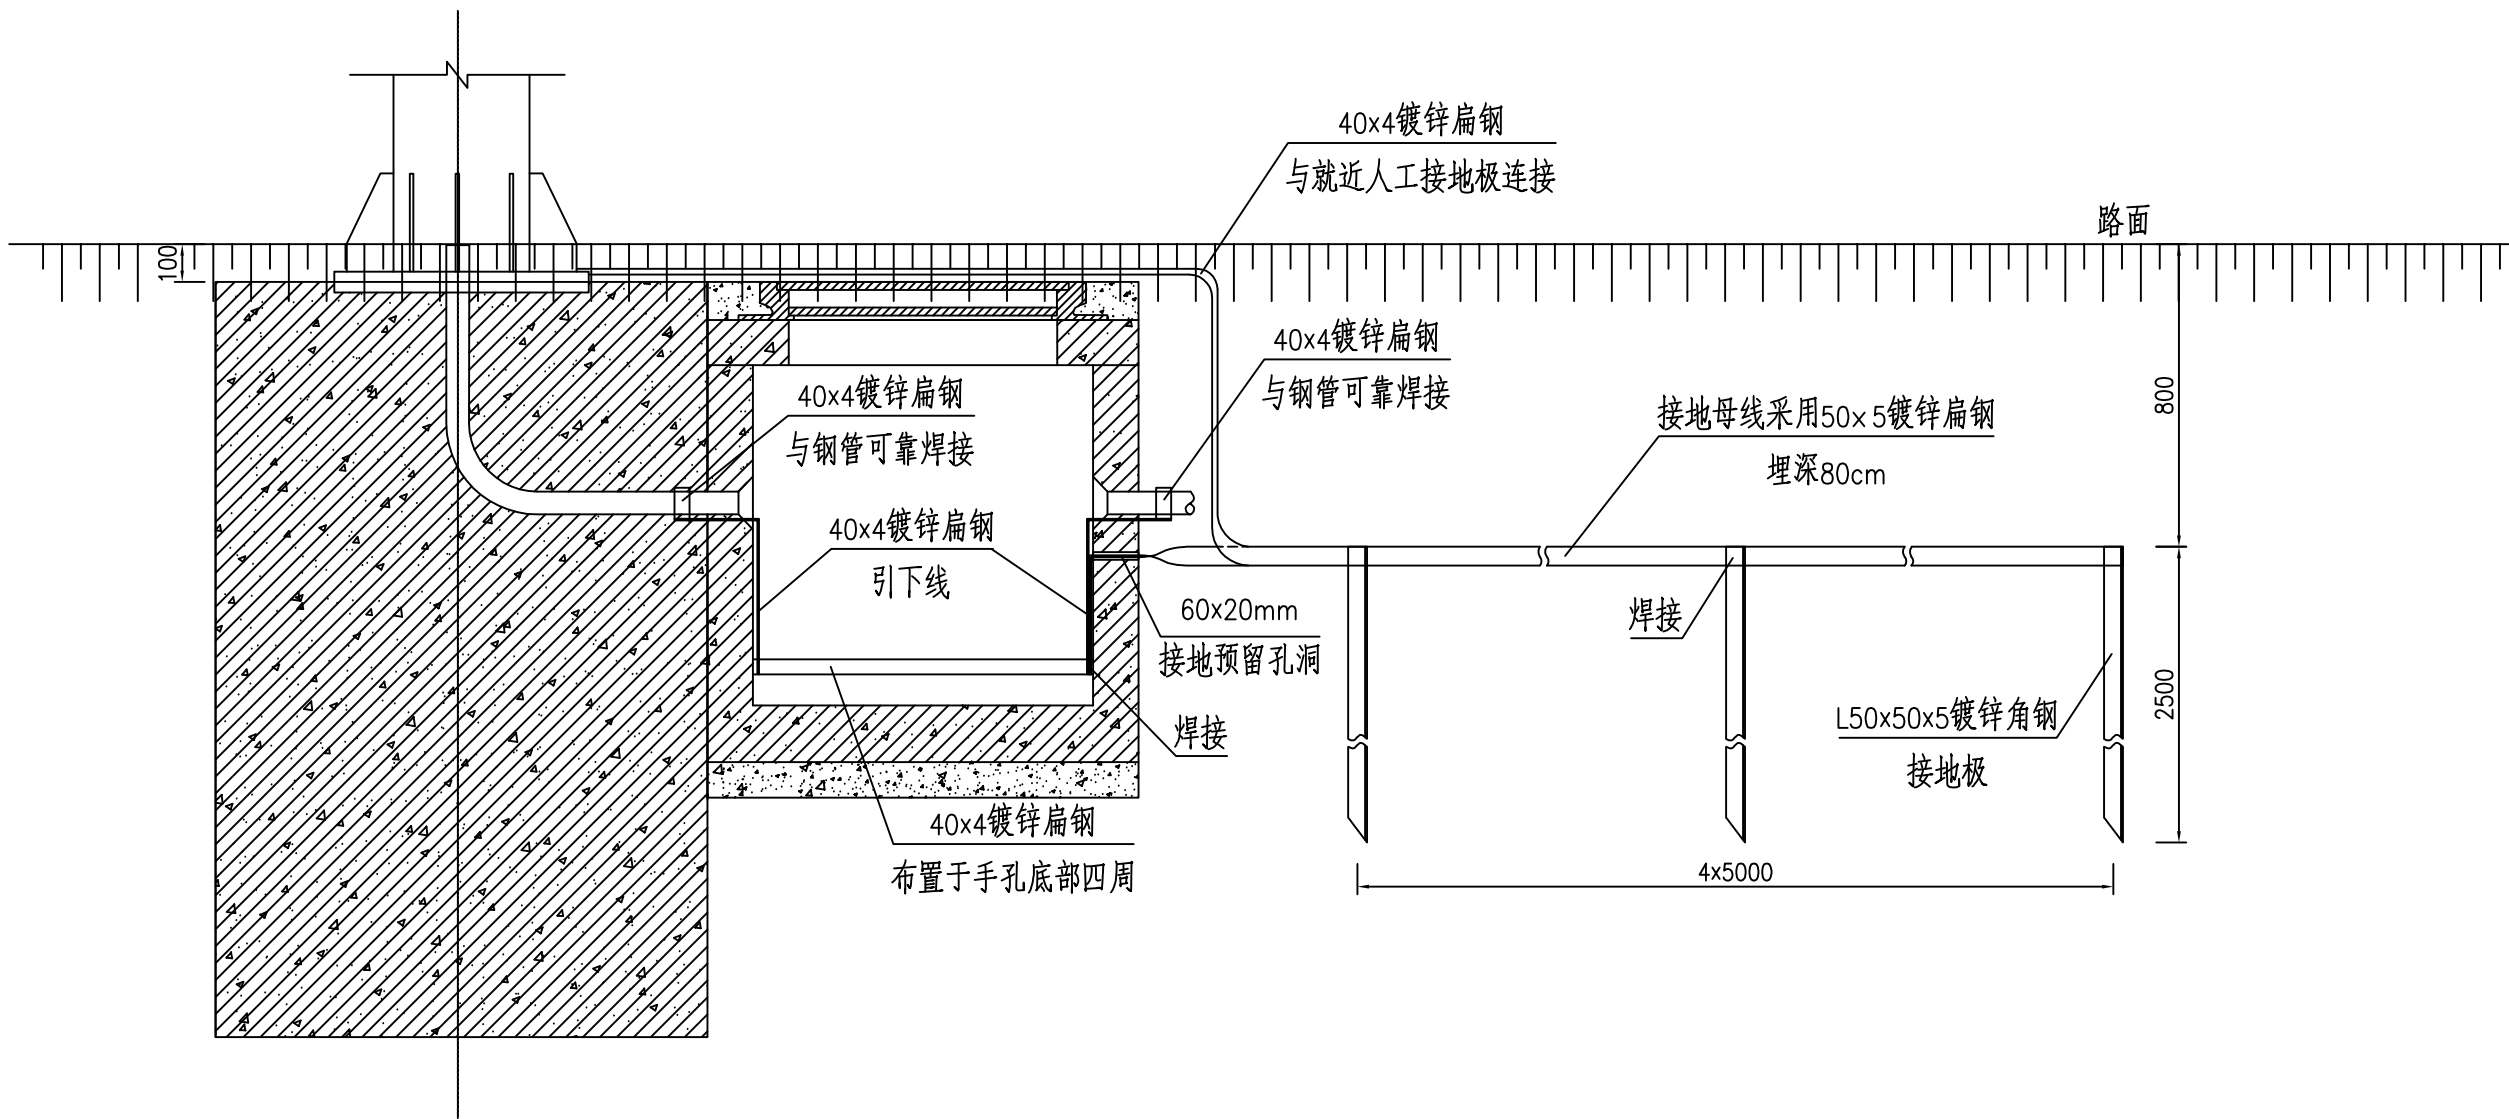 40x4镀锌扁钢
与就近人工接地极连接
路面
100
40x4镀锌扁钢
与钢管可靠焊接
40x4镀锌扁钢
与钢管可靠焊接
800
接地母线采用50x5镀锌扁钢
埋深80cm
40x4镀锌扁钢
引下线
60x20mm
接地预留孔洞
焊接
2500
L50x50x5镀锌角钢
接地极
焊接
40x4镀锌扁钢
布置于手孔底部四周
4x5000